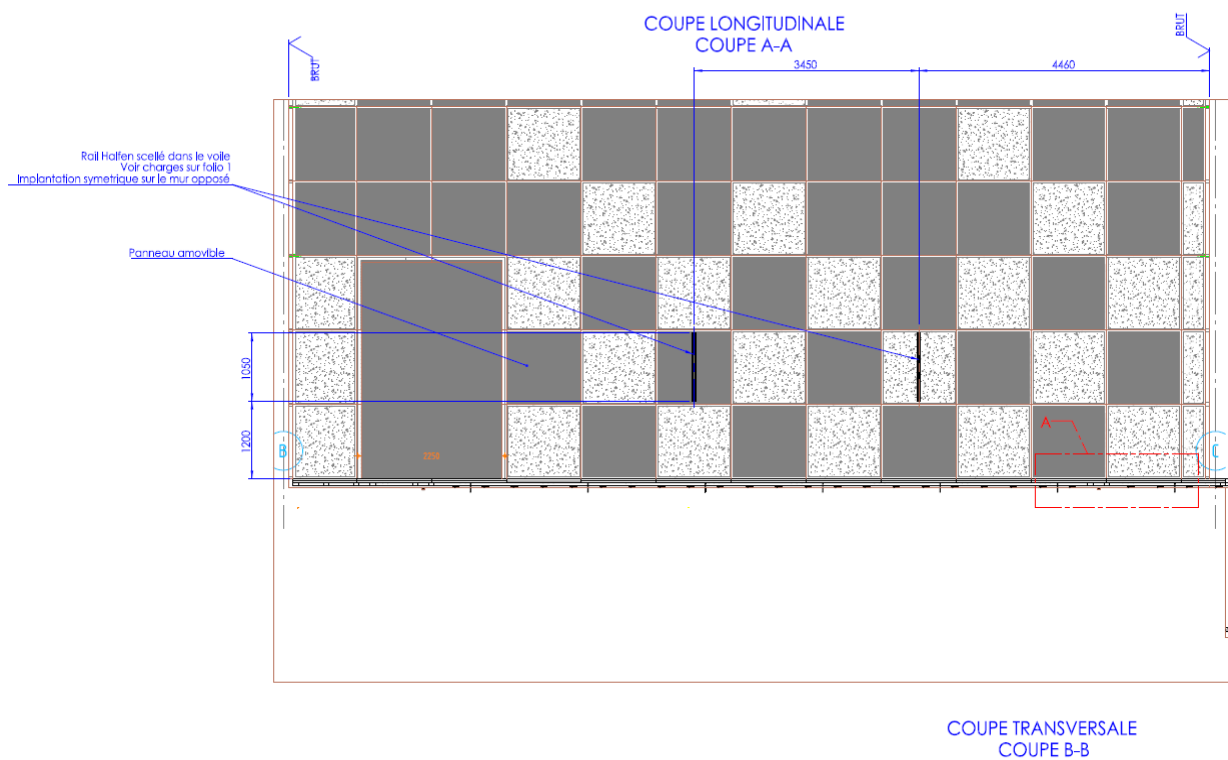 COUPE LONGITUDINALE
COUPE A-A
BRUT
BRUT
3450
4460
Rail Halfen scellé dans le voile
Voir charges sur folio 1
Implantation symetrique sur le mur opposé
Panneau amovible
1050
1200
B
2258
A
C
COUPE TRANSVERSALE
COUPE B-B